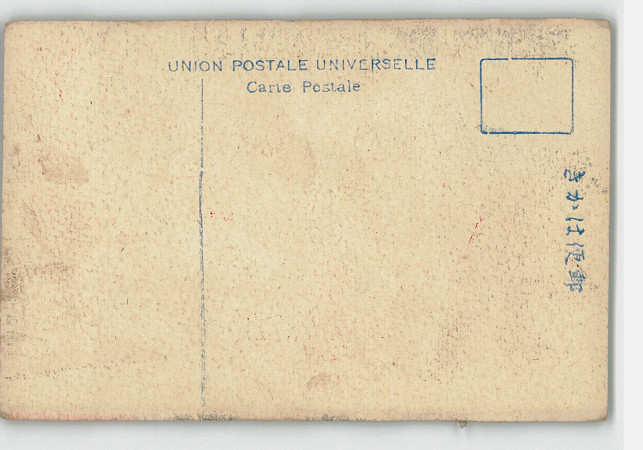 UNION POSTALE UNIVERSELLE
Carte Postale
きかは便郵